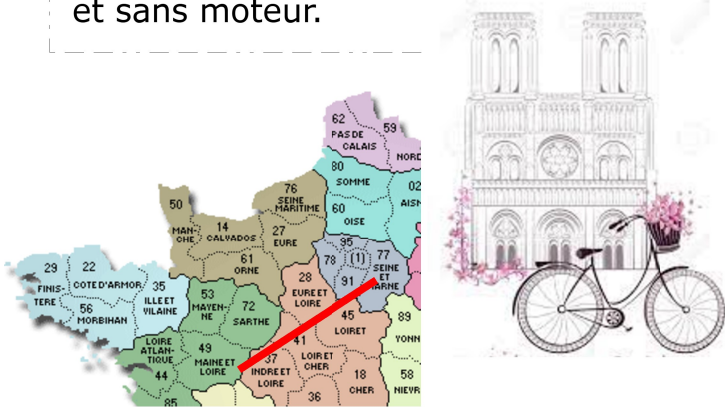 et sans moteur.
62
PAS DE
CALAIS
59
NORD
80
SOMME
02
AISN
76
SEINE
MARITIME
60
OISE
50
MAN-
CHE
14
CALVADOS
27
EURE
95
78
(1)
77
SEINE
ET
MARNE
91
61
ORNE
28
EURE ET
LOIRE
29
FINIS-
TERE
22
COTE D'ARMOR
35
ILLE ET
VILAINE
56
MORBIHAN
53
MAYEN-
NE
72
SARTHE
45
LOIRET
89
YONN
LOIRE
ATLAN-
TIQUE
44
49
MAINE ET
LOIRE
41
LOIR ET
CHER
37
INDRE ET
LOIRE
18
CHER
58
NIEVR
36
85